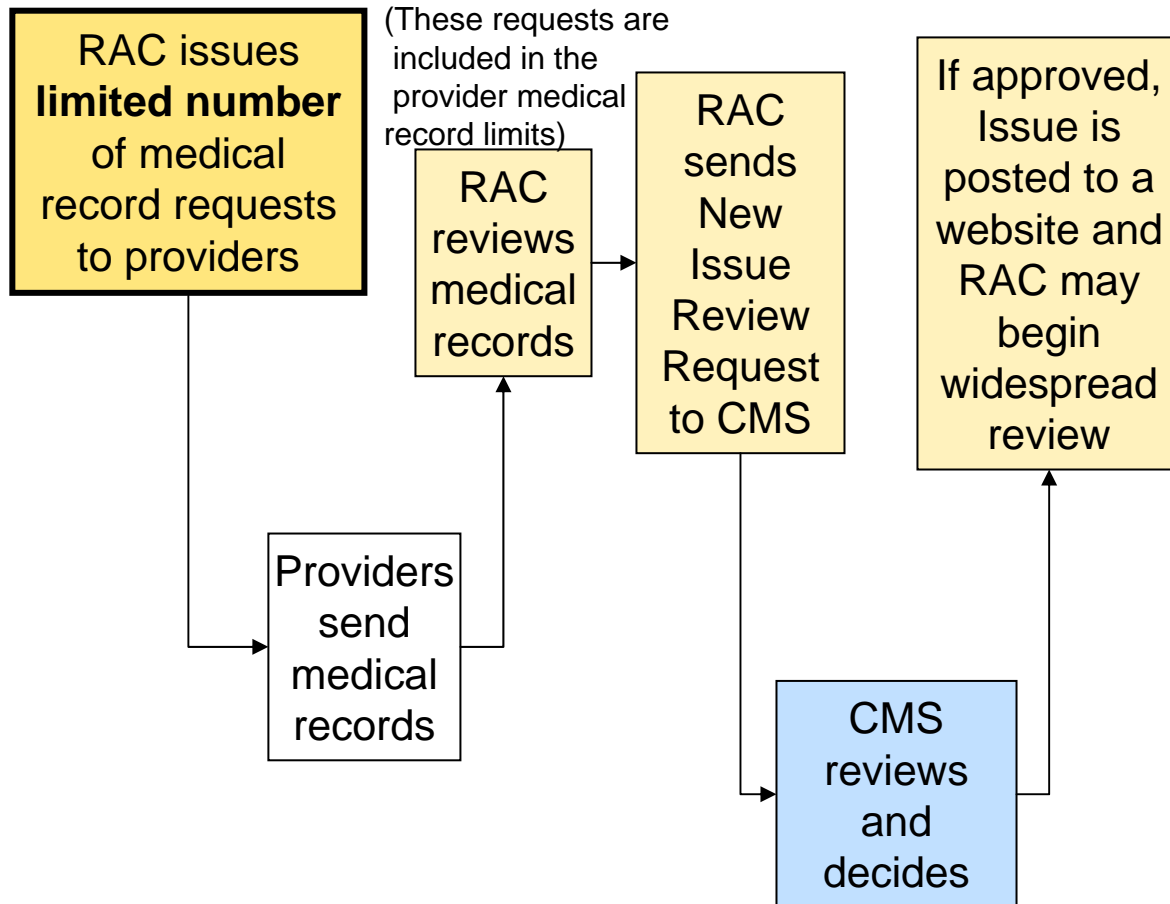 RAC issues
limited number
of medical
record requests
to providers
(These requests are
included in the
provider medical
record limits)
Providers
send
medical
records
RAC
reviews
medical
records
RAC
sends
New
Issue
Review
Request
to CMS
CMS
reviews
and
decides
If approved,
Issue is
posted to a
website and
RAC may
begin
widespread
review